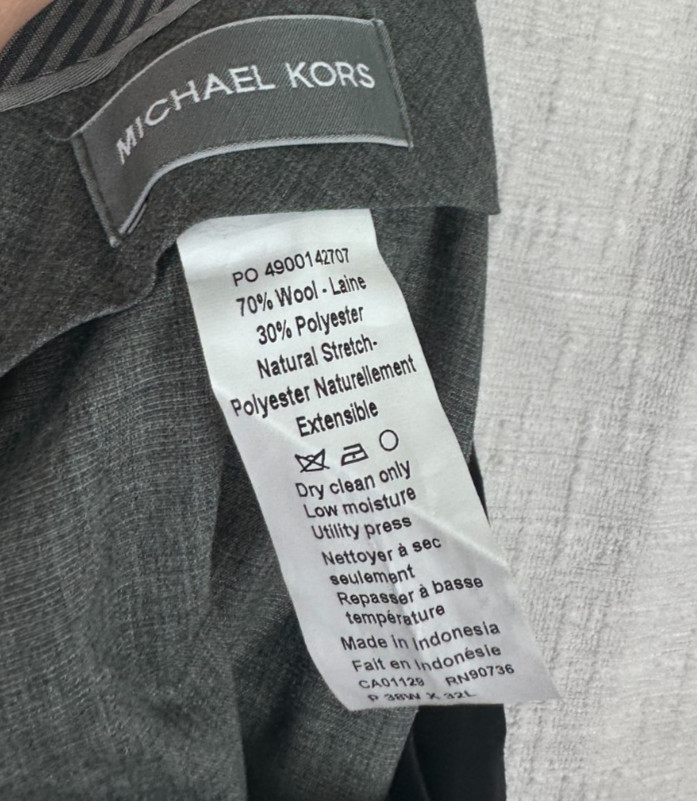 MICHAEL KORS
PO 4900142707
70% Wool - Laine
30% Polyester
Natural Stretch-
Polyester Naturellement
Extensible
Dry clean only
Low moisture
Utility press
Nettoyer à sec
seulement
Repasser à basse
température
Made in Indonesia
Fait en Indonésie
CA01129 RN90736
P 38W X 32L